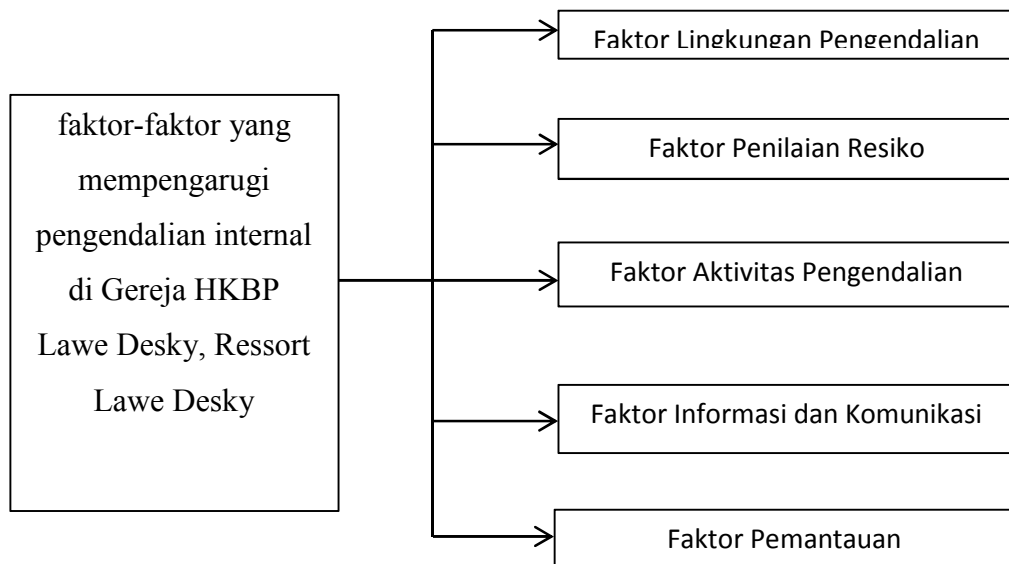 faktor-faktor yang
mempengarugi
pengendalian internal
di Gereja HKBP
Lawe Desky, Ressort
Lawe Desky
Faktor Lingkungan Pengendalian
Faktor Penilaian Resiko
Faktor Aktivitas Pengendalian
Faktor Informasi dan Komunikasi
Faktor Pemantauan